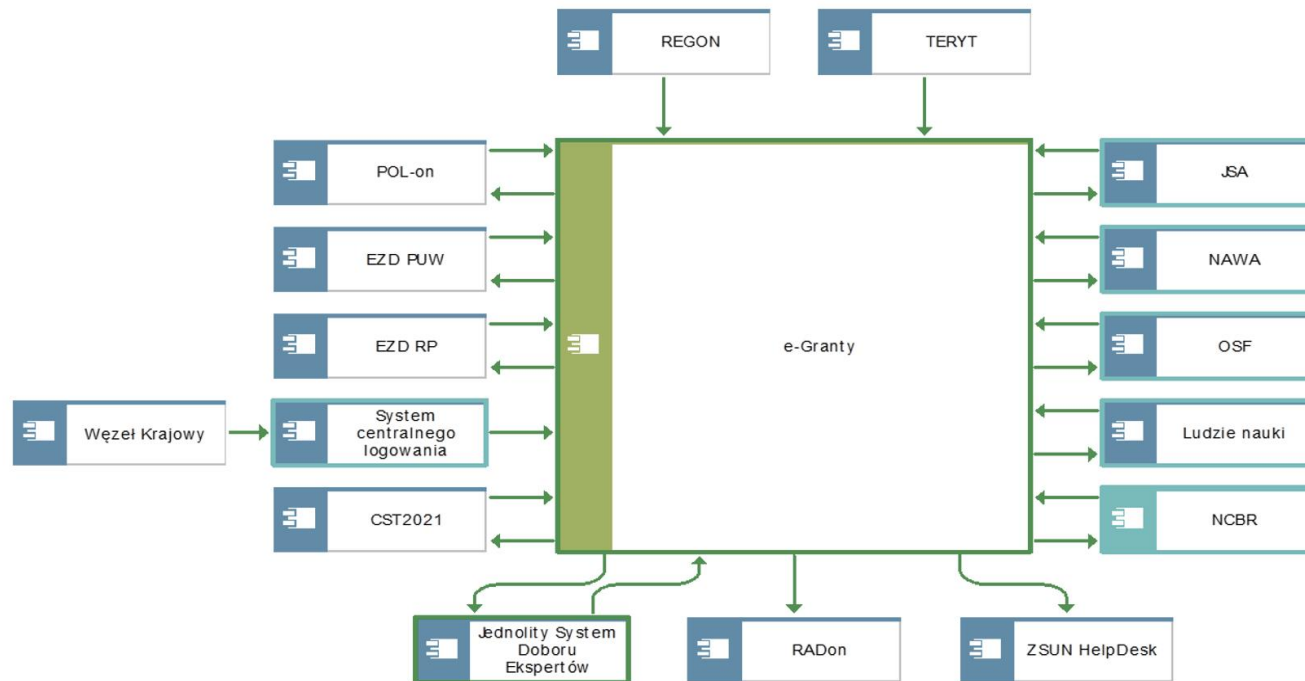 REGON
TERYT
POL-on
JSA
EZD PUW
NAWA
EZD RP
e-Granty
OSF
Węzeł Krajowy
System
centralnego
logowania
Ludzie nauki
CST2021
NCBR
Jednolity System
Doboru
Ekspertów
RADon
ZSUN HelpDesk